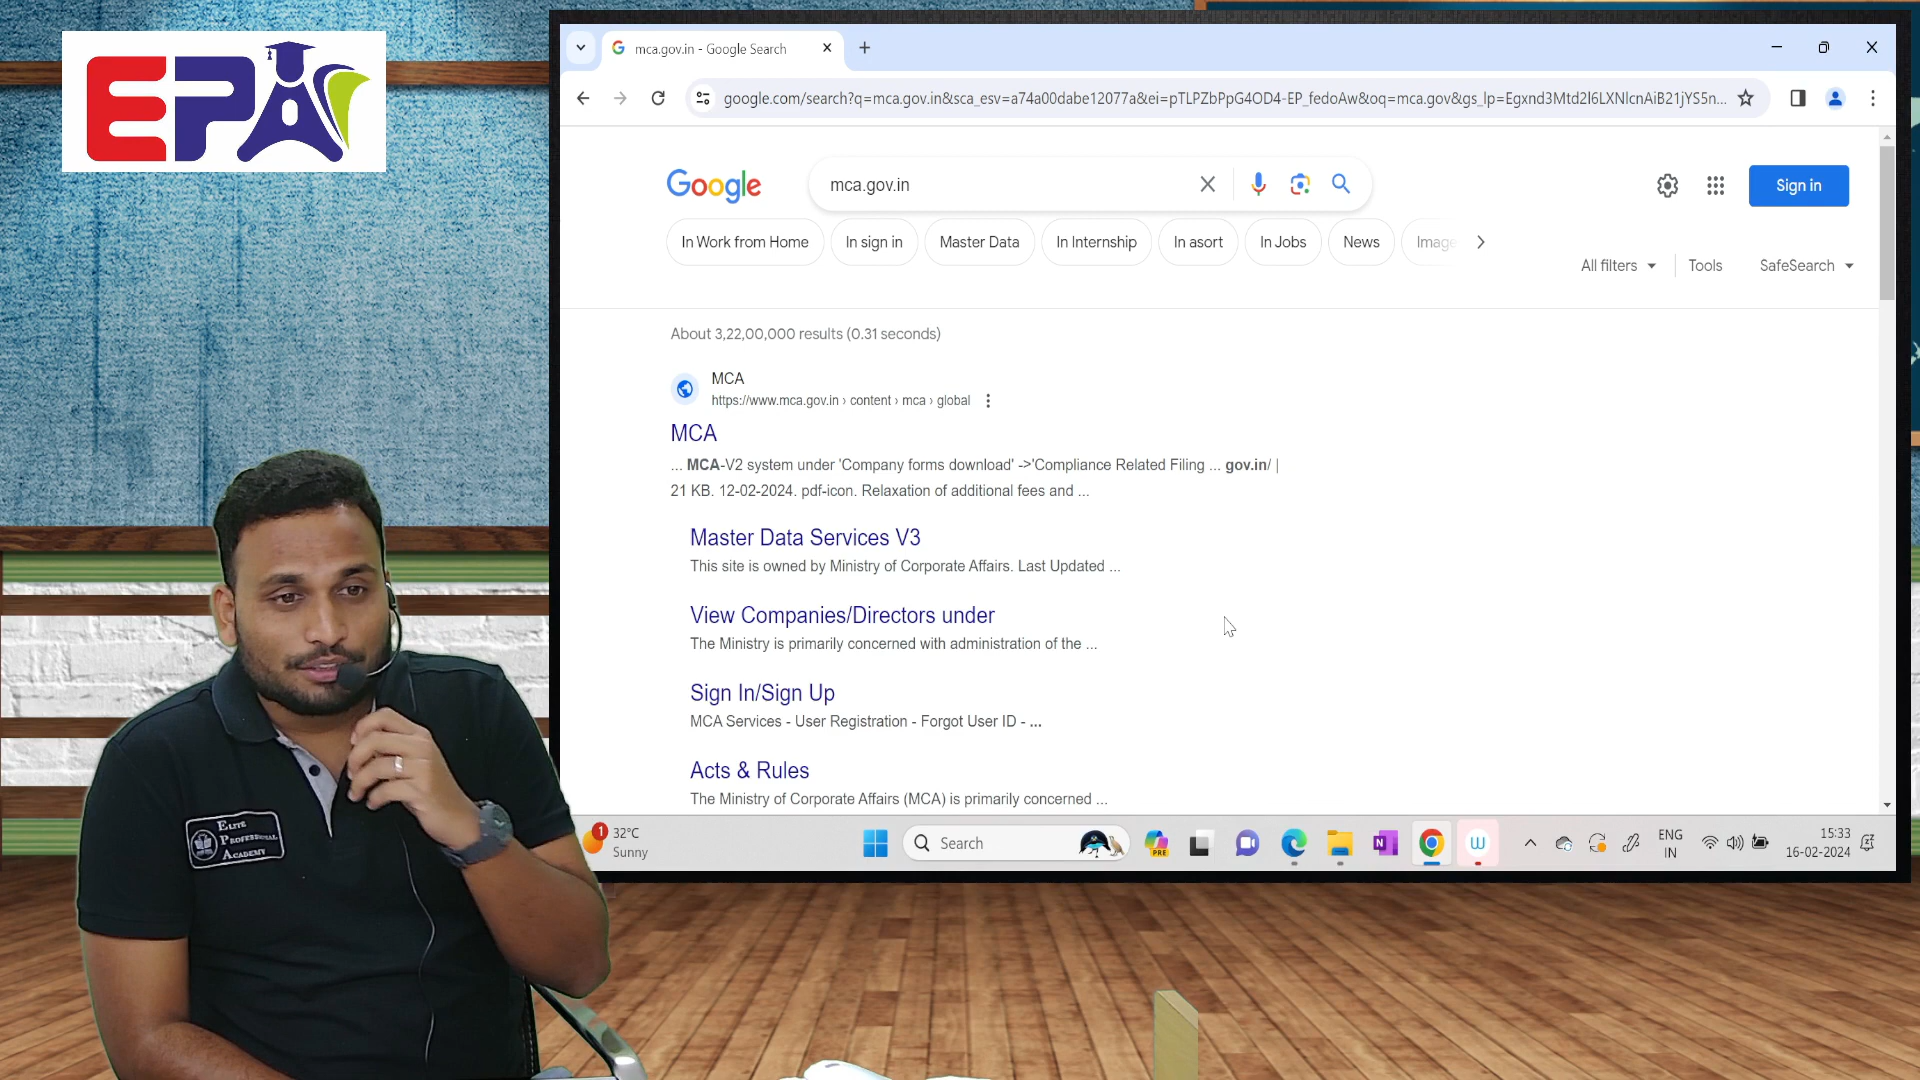 EPA
mca.gov.in - Google Search
google.com/search?q=mca.gov.in&sca_esv=a74a00dabe12077a&ei=pTLPZbPpG4OD4-EP_fedoAw&oq=mca.gov&gs_lp=Egxnd3Mtd2l6LXNlcnAiB21jYS5n...
Google
mca.gov.in
Sign in
In Work from Home
In sign in
Master Data
In Internship
In asort
In Jobs
News
Image
All filters
Tools
SafeSearch
About 3,22,00,000 results (0.31 seconds)
MCA
https://www.mca.gov.in › content › mca › global
MCA
... MCA-V2 system under 'Company forms download' ->'Compliance Related Filing ... gov.in/ |
21 KB. 12-02-2024. pdf-icon. Relaxation of additional fees and ...
Master Data Services V3
This site is owned by Ministry of Corporate Affairs. Last Updated ...
View Companies/Directors under
The Ministry is primarily concerned with administration of the ...
Sign In/Sign Up
MCA Services - User Registration - Forgot User ID - ...
Acts & Rules
The Ministry of Corporate Affairs (MCA) is primarily concerned ...
1
32°C
Sunny
Search
PRE
N
W
ENG
IN
15:33
16-02-2024
ELITE
PROFESSIONAL
ACADEMY